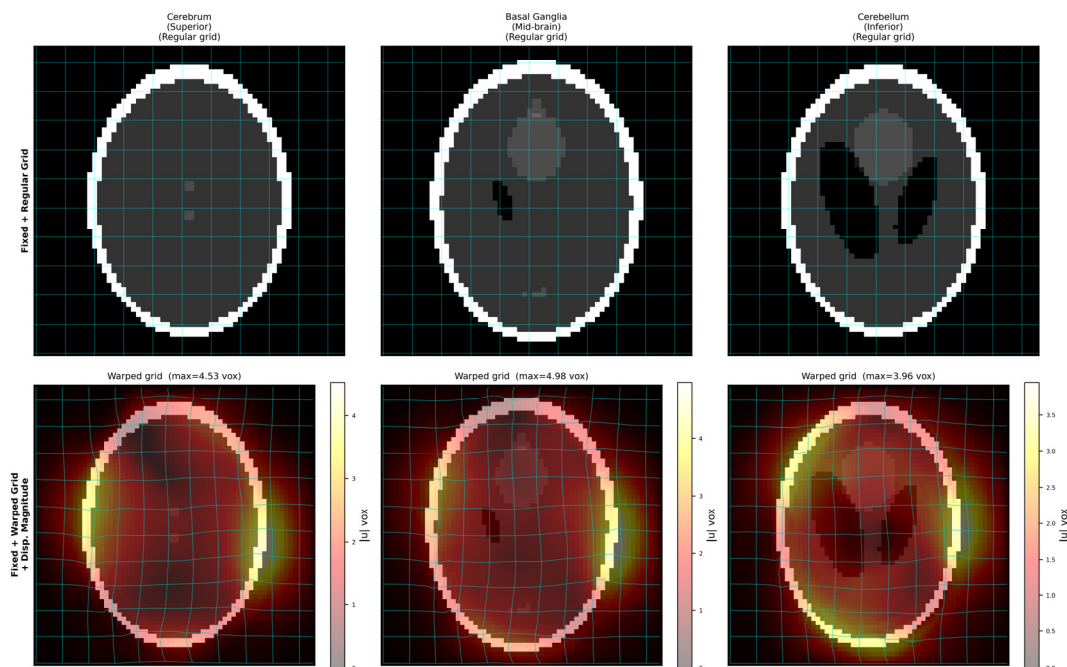 Cerebrum
(Superior)
(Regular grid)
Basal Ganglia
(Mid-brain)
(Regular grid)
Cerebellum
(Inferior)
(Regular grid)
Fixed + Regular Grid
Warped grid (max=4.53 vox)
Warped grid (max=4.98 vox)
Warped grid (max=3.96 vox)
Fixed + Warped Grid
+ Disp. Magnitude
4
3
2
1
|u| vox
4
3
2
1
|u| vox
3.5
3.0
2.5
2.0
1.5
1.0
0.5
0.0
|u| vox